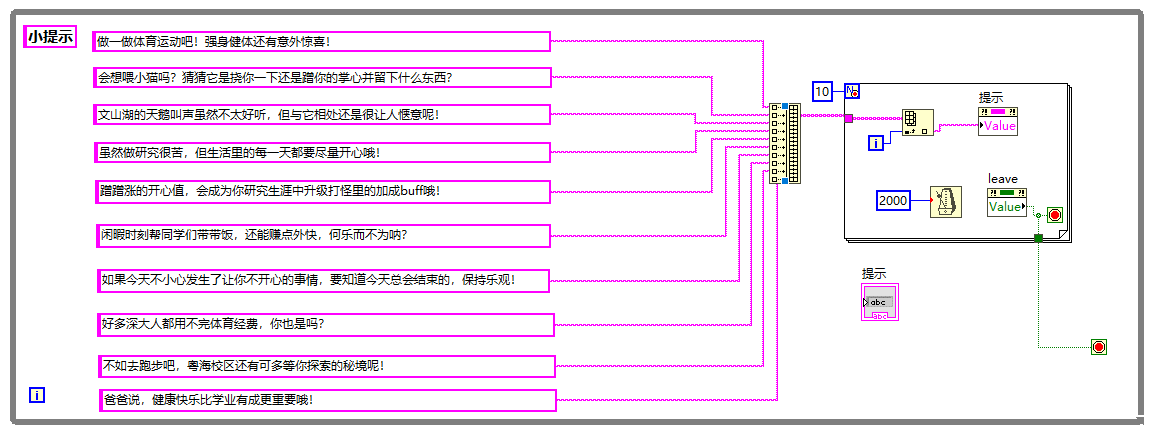 小提示
做一做体育运动吧！强身健体还有意外惊喜！
会想喂小猫吗？猜猜它是挠你一下还是蹭你的掌心并留下什么东西？
文山湖的天鹅叫声虽然不太好听，但与它相处还是很让人惬意呢！
虽然做研究很苦，但生活里的每一天都要尽量开心哦！
蹭蹭涨的开心值，会成为你研究生涯中升级打怪里的加成buff哦！
闲暇时刻帮同学们带带饭，还能赚点外快，何乐而不为呐？
如果今天不小心发生了让你不开心的事情，要知道今天总会结束的，保持乐观！
好多深大人都用不完体育经费，你也是吗？
不如去跑步吧，粤海校区还有可多等你探索的秘境呢！
爸爸说，健康快乐比学业有成更重要哦！
i
10
N
提示
Value
i
leave
2000
Value
提示
abc
abc